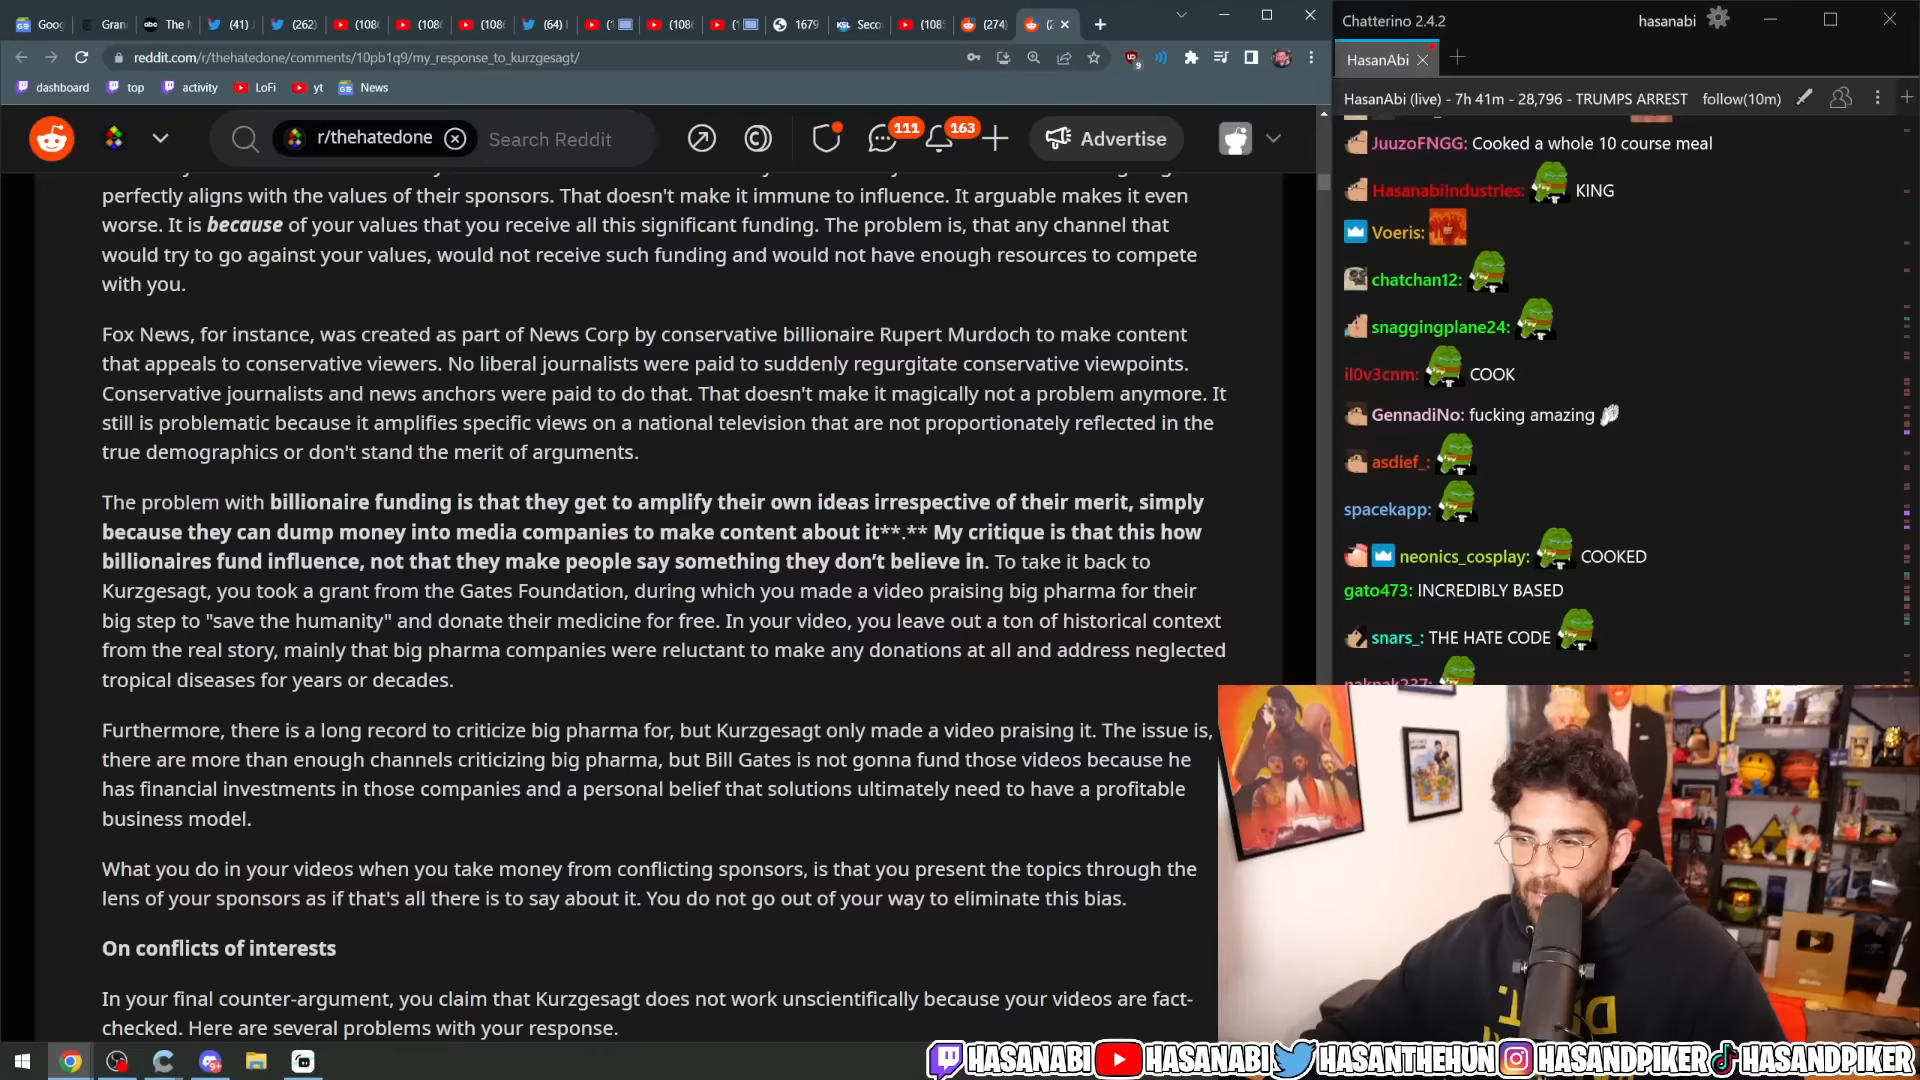 Goog
Gran
The M
(41)
(262)
(108
(108
(108
(64)
(1
(108
(1
1679
Seco
(108
(274)
(2
reddit.com/r/thehatedone/comments/10pb1q9/my_response_to_kurzgesagt/
dashboard
top
activity
LoFi
yt
News
r/thehatedone
Search Reddit
111
163
Advertise
perfectly aligns with the values of their sponsors. That doesn't make it immune to influence. It arguable makes it even
worse. It is because of your values that you receive all this significant funding. The problem is, that any channel that
would try to go against your values, would not receive such funding and would not have enough resources to compete
with you.
Fox News, for instance, was created as part of News Corp by conservative billionaire Rupert Murdoch to make content
that appeals to conservative viewers. No liberal journalists were paid to suddenly regurgitate conservative viewpoints.
Conservative journalists and news anchors were paid to do that. That doesn't make it magically not a problem anymore. It
still is problematic because it amplifies specific views on a national television that are not proportionately reflected in the
true demographics or don't stand the merit of arguments.
The problem with billionaire funding is that they get to amplify their own ideas irrespective of their merit, simply
because they can dump money into media companies to make content about it**.** My critique is that this how
billionaires fund influence, not that they make people say something they don’t believe in. To take it back to
Kurzgesagt, you took a grant from the Gates Foundation, during which you made a video praising big pharma for their
big step to "save the humanity" and donate their medicine for free. In your video, you leave out a ton of historical context
from the real story, mainly that big pharma companies were reluctant to make any donations at all and address neglected
tropical diseases for years or decades.
Furthermore, there is a long record to criticize big pharma for, but Kurzgesagt only made a video praising it. The issue is,
there are more than enough channels criticizing big pharma, but Bill Gates is not gonna fund those videos because he
has financial investments in those companies and a personal belief that solutions ultimately need to have a profitable
business model.
What you do in your videos when you take money from conflicting sponsors, is that you present the topics through the
lens of your sponsors as if that's all there is to say about it. You do not go out of your way to eliminate this bias.
On conflicts of interests
In your final counter-argument, you claim that Kurzgesagt does not work unscientifically because your videos are fact-
checked. Here are several problems with your response.
Chatterino 2.4.2
hasanabi
HasanAbi
HasanAbi (live) - 7h 41m - 28,796 - TRUMPS ARREST
follow(10m)
JuuzoFNGG: Cooked a whole 10 course meal
HasanabiIndustries: KING
Voeris:
chatchan12:
snaggingplane24:
il0v3cnm: COOK
GennadiNo: fucking amazing
asdief_:
spacekapp:
neonics_cosplay: COOKED
gato473: INCREDIBLY BASED
snars_: THE HATE CODE
HASANABI
HASANABI
HASANTHEHUN
HASANDPIKER
HASANDPIKER